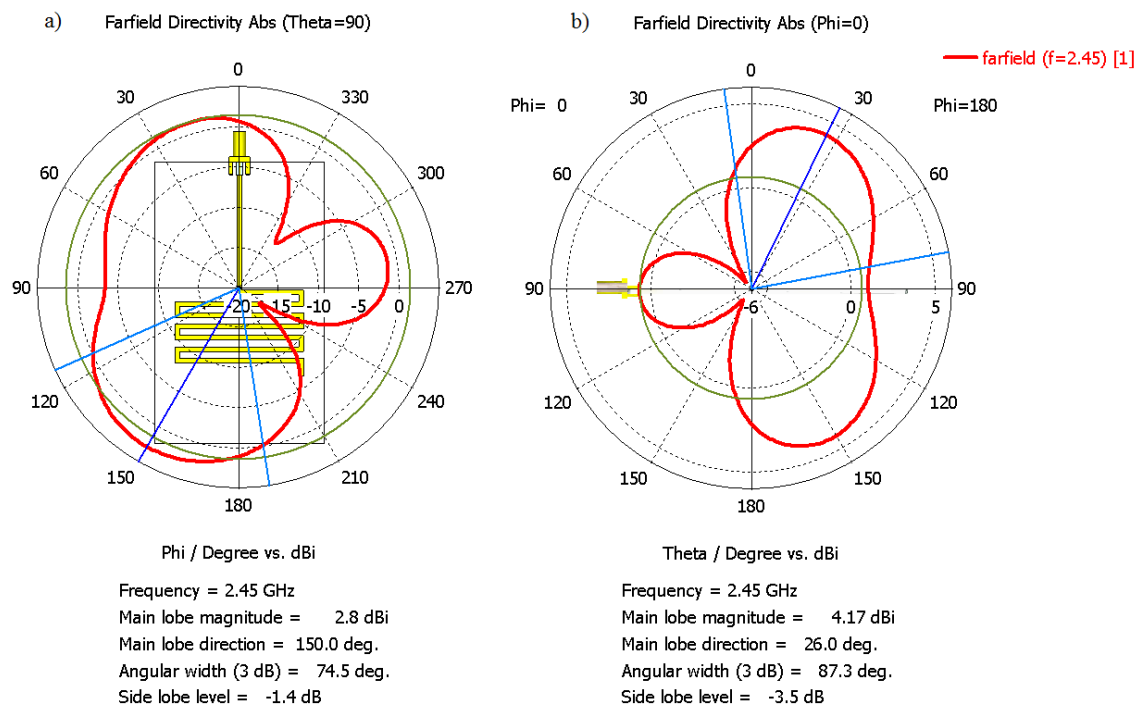 a)
Farfield Directivity Abs (Theta=90)
0
30
330
60
300
90
270
-20
-15
-10
-5
0
120
240
150
210
180
Phi / Degree vs. dBi
Frequency = 2.45 GHz
Main lobe magnitude = 2.8 dBi
Main lobe direction = 150.0 deg.
Angular width (3 dB) = 74.5 deg.
Side lobe level = -1.4 dB
b)
Farfield Directivity Abs (Phi=0)
farfield (f=2.45) [1]
0
30
30
Phi= 0
Phi=180
60
60
90
90
-6
0
5
120
120
150
150
180
Theta / Degree vs. dBi
Frequency = 2.45 GHz
Main lobe magnitude = 4.17 dBi
Main lobe direction = 26.0 deg.
Angular width (3 dB) = 87.3 deg.
Side lobe level = -3.5 dB